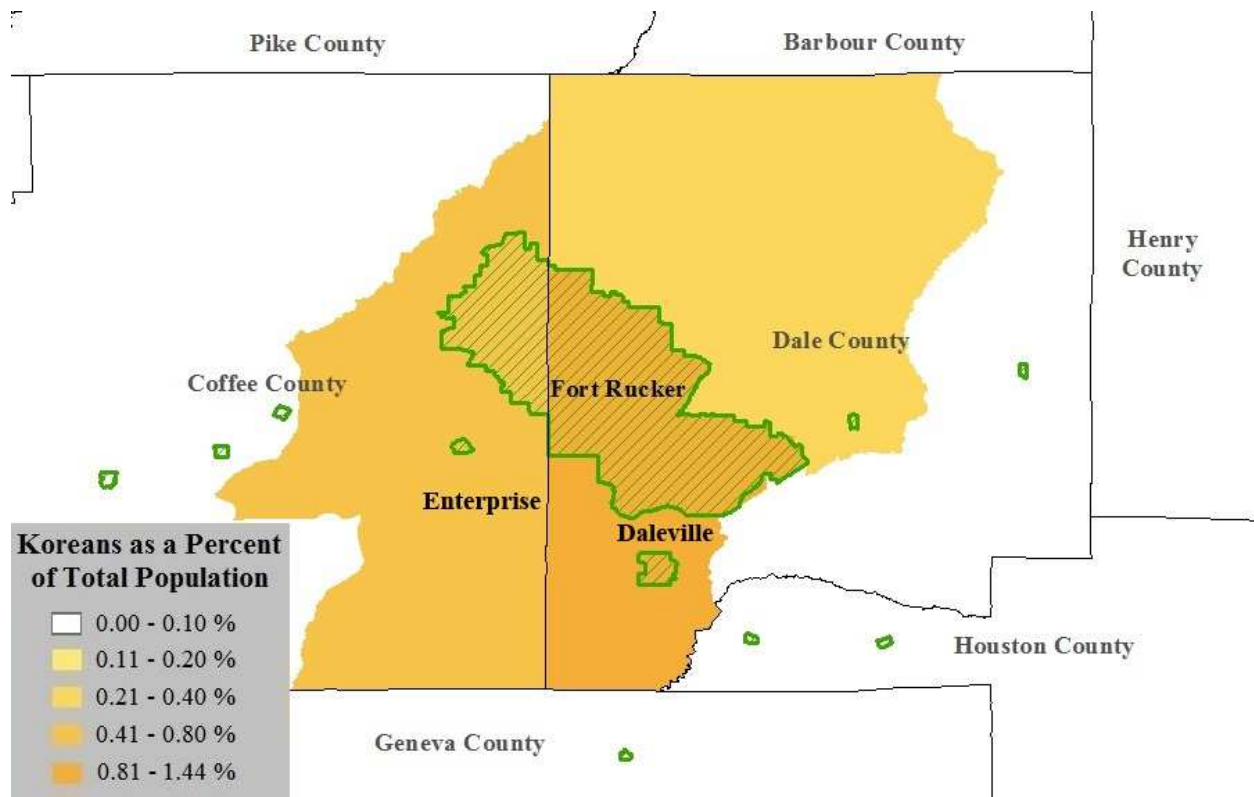 Pike County
Barbour County
Henry
County
Dale County
Coffee County
Fort Rucker
Enterprise
Daleville
Koreans as a Percent
of Total Population
0.00 - 0.10 %
0.11 - 0.20 %
0.21 - 0.40 %
0.41 - 0.80 %
0.81 - 1.44 %
Houston County
Geneva County